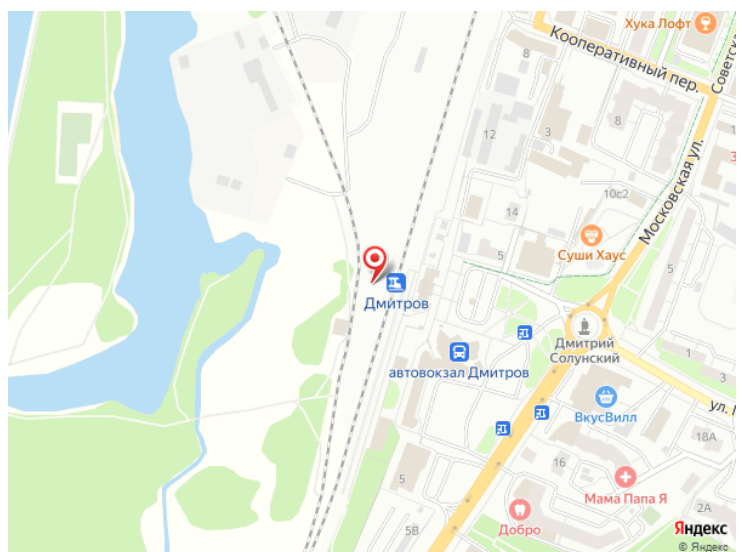 Хука Лофт
Кооперативный пер.
Советска
8
8
12
3
Московская ул.
10с2
14
5
Суши Хаус
5
Дмитров
Дмитрий
Солунский
1
3
автовокзал Дмитров
ВкусВилл
ул.
18А
16
5
Мама Папа Я
2А
Добро
5В
Яндекс
© Яндекс